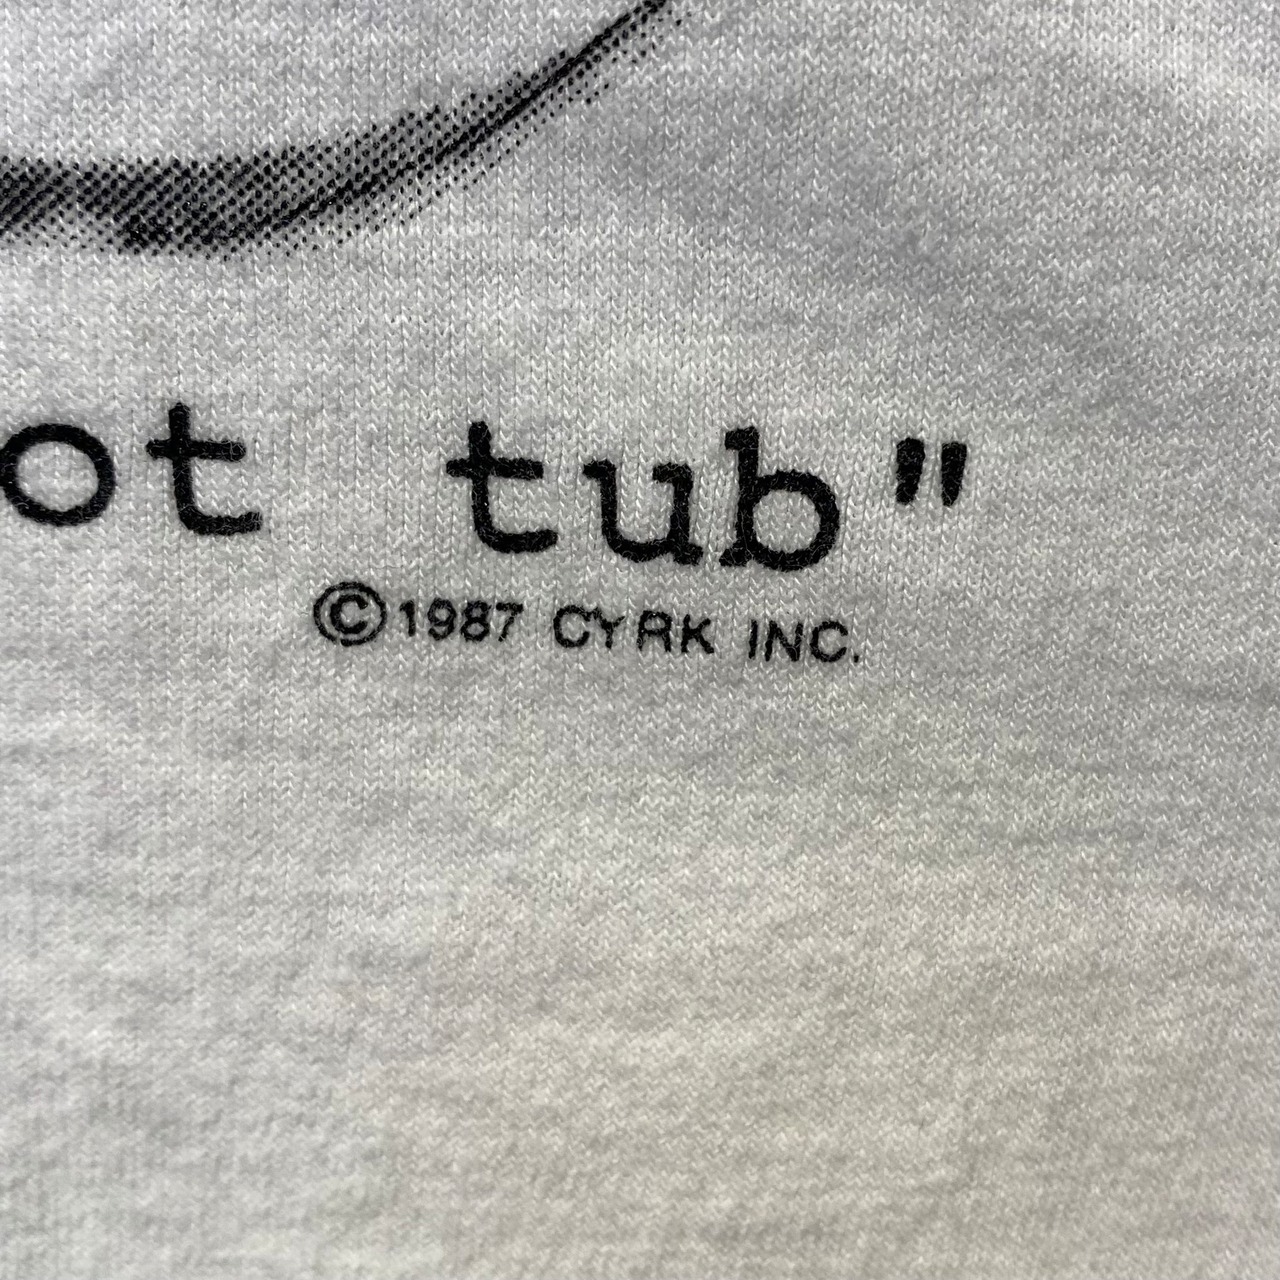 ot tub"
©1987 CYRK INC.